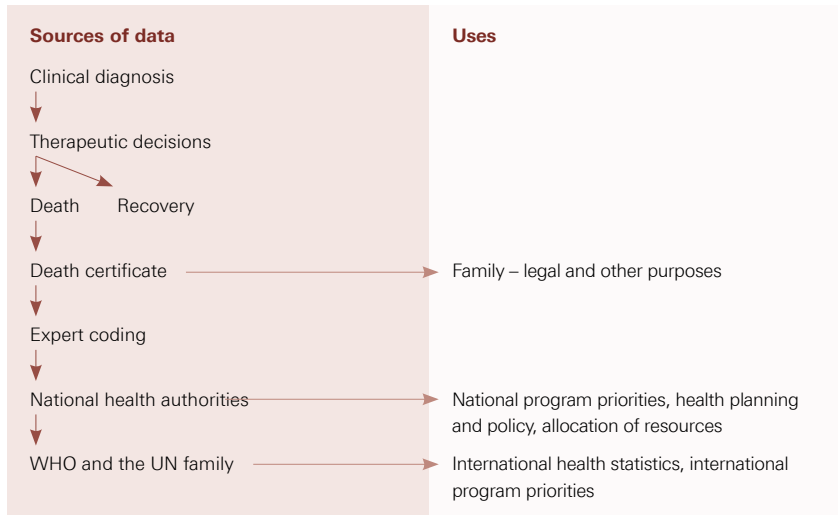 Sources of data
Uses
Clinical diagnosis
Therapeutic decisions
Death
Recovery
Death certificate
Family – legal and other purposes
Expert coding
National health authorities
National program priorities, health planning
and policy, allocation of resources
WHO and the UN family
International health statistics, international
program priorities